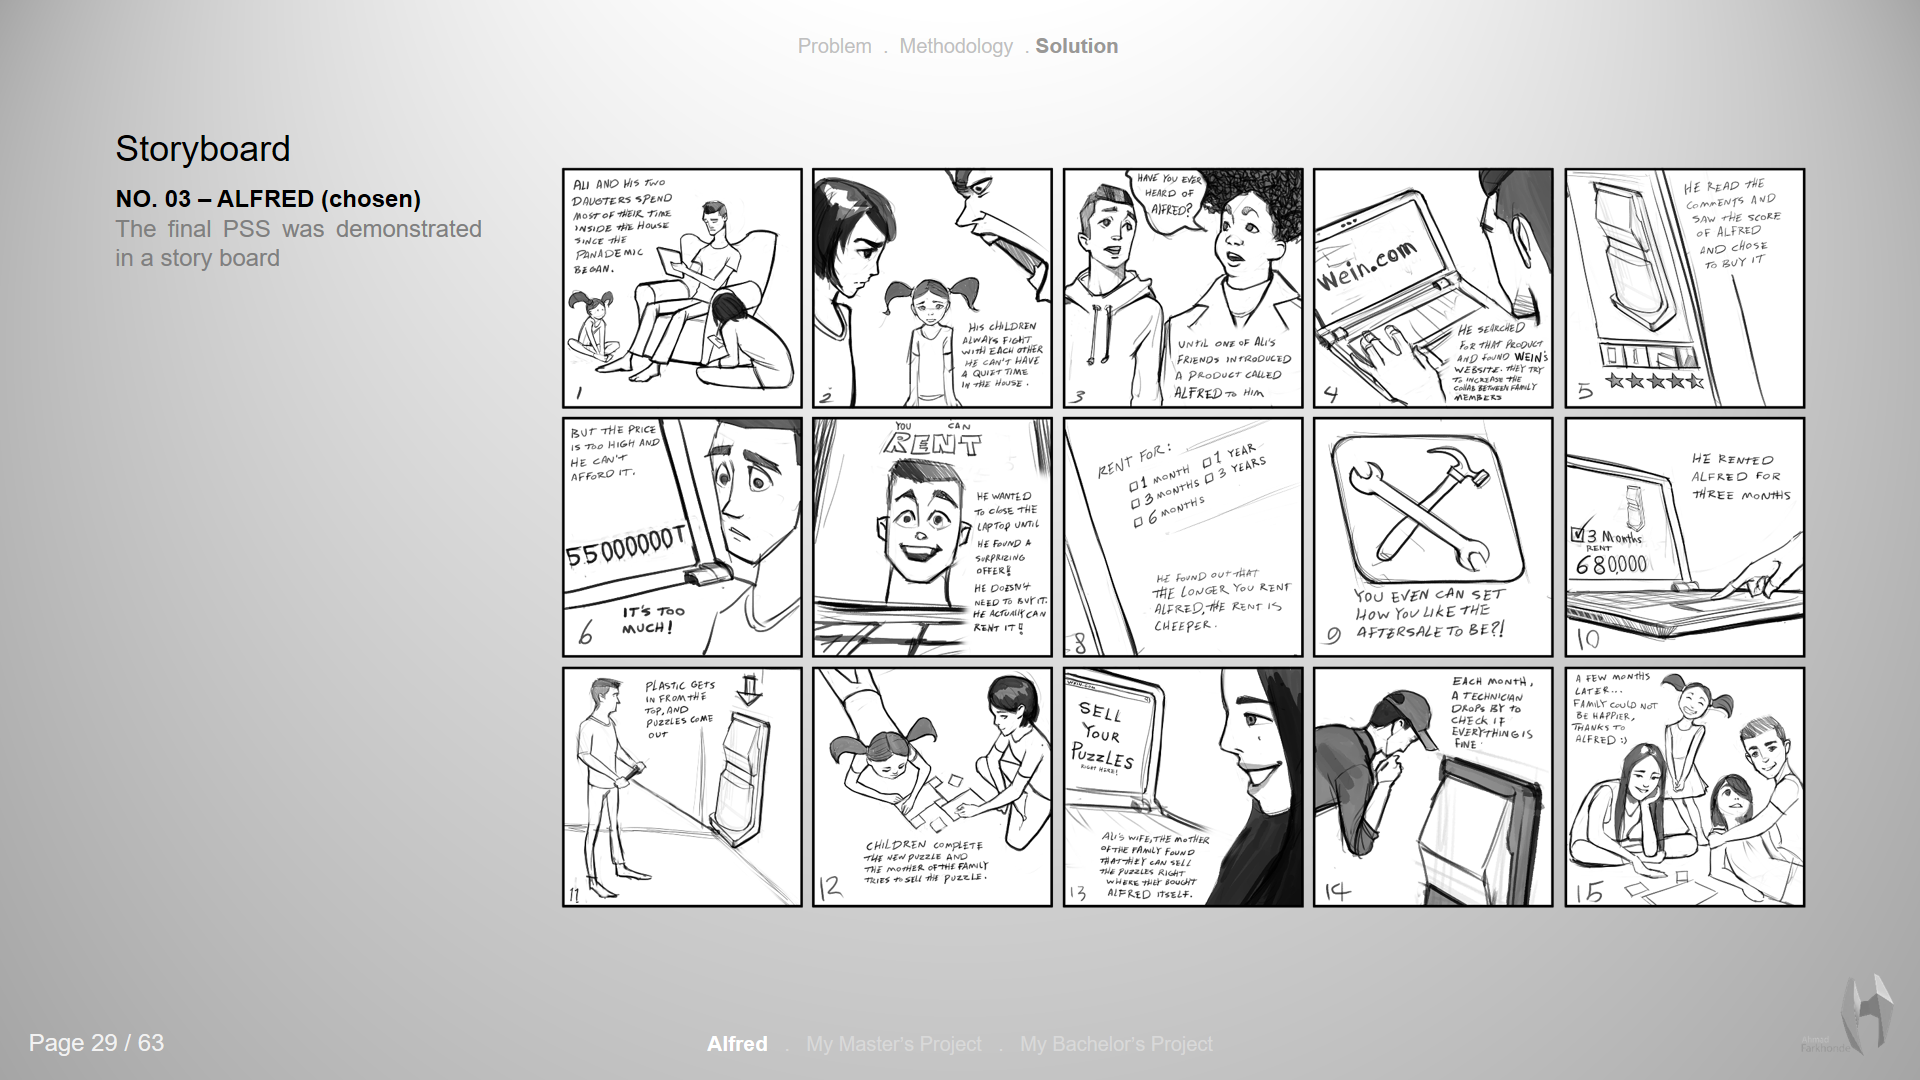 Problem . Methodology . Solution
Storyboard
NO. 03 – ALFRED (chosen)
The final PSS was demonstrated
in a story board
ALI AND HIS TWO
DAUGTERS SPEND
MOST OF THEIR TIME
INSIDE THE HOUSE
SINCE THE
PANADEMIC
BEGAN.
1
HIS CHILDREN
ALWAYS FIGHT
WITH EACH OTHER
HE CAN'T HAVE
A QUIET TIME
IN THE HOUSE.
2
HAVE YOU EVER
HEARD OF
ALFRED?
UNTIL ONE OF ALI'S
FRIENDS INTRODUCED
A PRODUCT CALLED
ALFRED TO HIM
3
Wein.com
HE SEARCHED
FOR THAT PRODUCT
AND FOUND WEIN'S
WEBSITE. THEY TRY
TO INCREASE THE
COLLAB BETWEEN FAMILY
MEMBERS
4
HE READ THE
COMMENTS AND
SAW THE SCORE
OF ALFRED
AND CHOSE
TO BUY IT
5
BUT THE PRICE
IS TOO HIGH AND
HE CAN'T
AFFORD IT.
55000000T
IT'S TOO
MUCH!
6
YOU CAN
RENT
HE WANTED
TO CLOSE THE
LAPTOP UNTIL
HE FOUND A
SURPRIZING
OFFER!!
HE DOESN'T
NEED TO BUY IT.
HE ACTUALLY CAN
RENT IT!!
RENT FOR:
1 MONTH 1 YEAR
3 MONTHS 3 YEARS
6 MONTHS
HE FOUND OUT THAT
THE LONGER YOU RENT
ALFRED, THE RENT IS
CHEEPER.
8
YOU EVEN CAN SET
HOW YOU LIKE THE
AFTERSALE TO BE?!
9
HE RENTED
ALFRED FOR
THREE MONTHS
3 Months
RENT
680,000
10
PLASTIC GETS
IN FROM THE
TOP, AND
PUZZLES COME
OUT
11
CHILDREN COMPLETE
THE NEW PUZZLE AND
THE MOTHER OF THE FAMILY
TRIES TO SELL THE PUZZLE.
12
WEIN.COM
SELL
YOUR
PUZZLES
RIGHT HERE!
ALI'S WIFE, THE MOTHER
OF THE FAMILY FOUND
THAT THEY CAN SELL
THE PUZZLES RIGHT
WHERE THEY BOUGHT
ALFRED ITSELF.
13
EACH MONTH,
A TECHNICIAN
DROPS BY TO
CHECK IF
EVERYTHING IS
FINE.
14
A FEW MONTHS
LATER...
FAMILY COULD NOT
BE HAPPIER,
THANKS TO
ALFRED :)
15
Page 29 / 63
Alfred . My Master's Project . My Bachelor's Project
Ahmad
Farkhonde